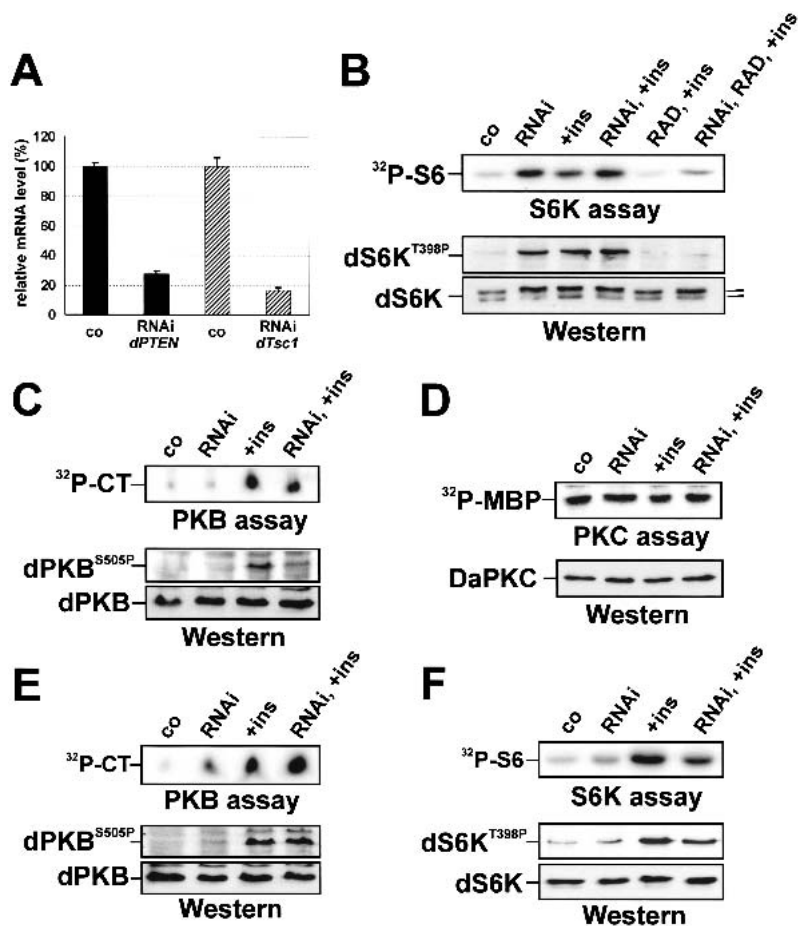 A
relative mRNA level (%)
120
100
80
60
40
20
0
co
RNAi
dPTEN
co
RNAi
dTsc1
B
co
RNAi
+ins
RNAi, +ins
RAD, +ins
RNAi, RAD, +ins
32P-S6
S6K assay
dS6KT398P
dS6K
Western
C
co
RNAi
+ins
RNAi, +ins
32P-CT
PKB assay
dPKBS505P
dPKB
Western
D
co
RNAi
+ins
RNAi, +ins
32P-MBP
PKC assay
DaPKC
Western
E
co
RNAi
+ins
RNAi, +ins
32P-CT
PKB assay
dPKBS505P
dPKB
Western
F
co
RNAi
+ins
RNAi, +ins
32P-S6
S6K assay
dS6KT398P
dS6K
Western